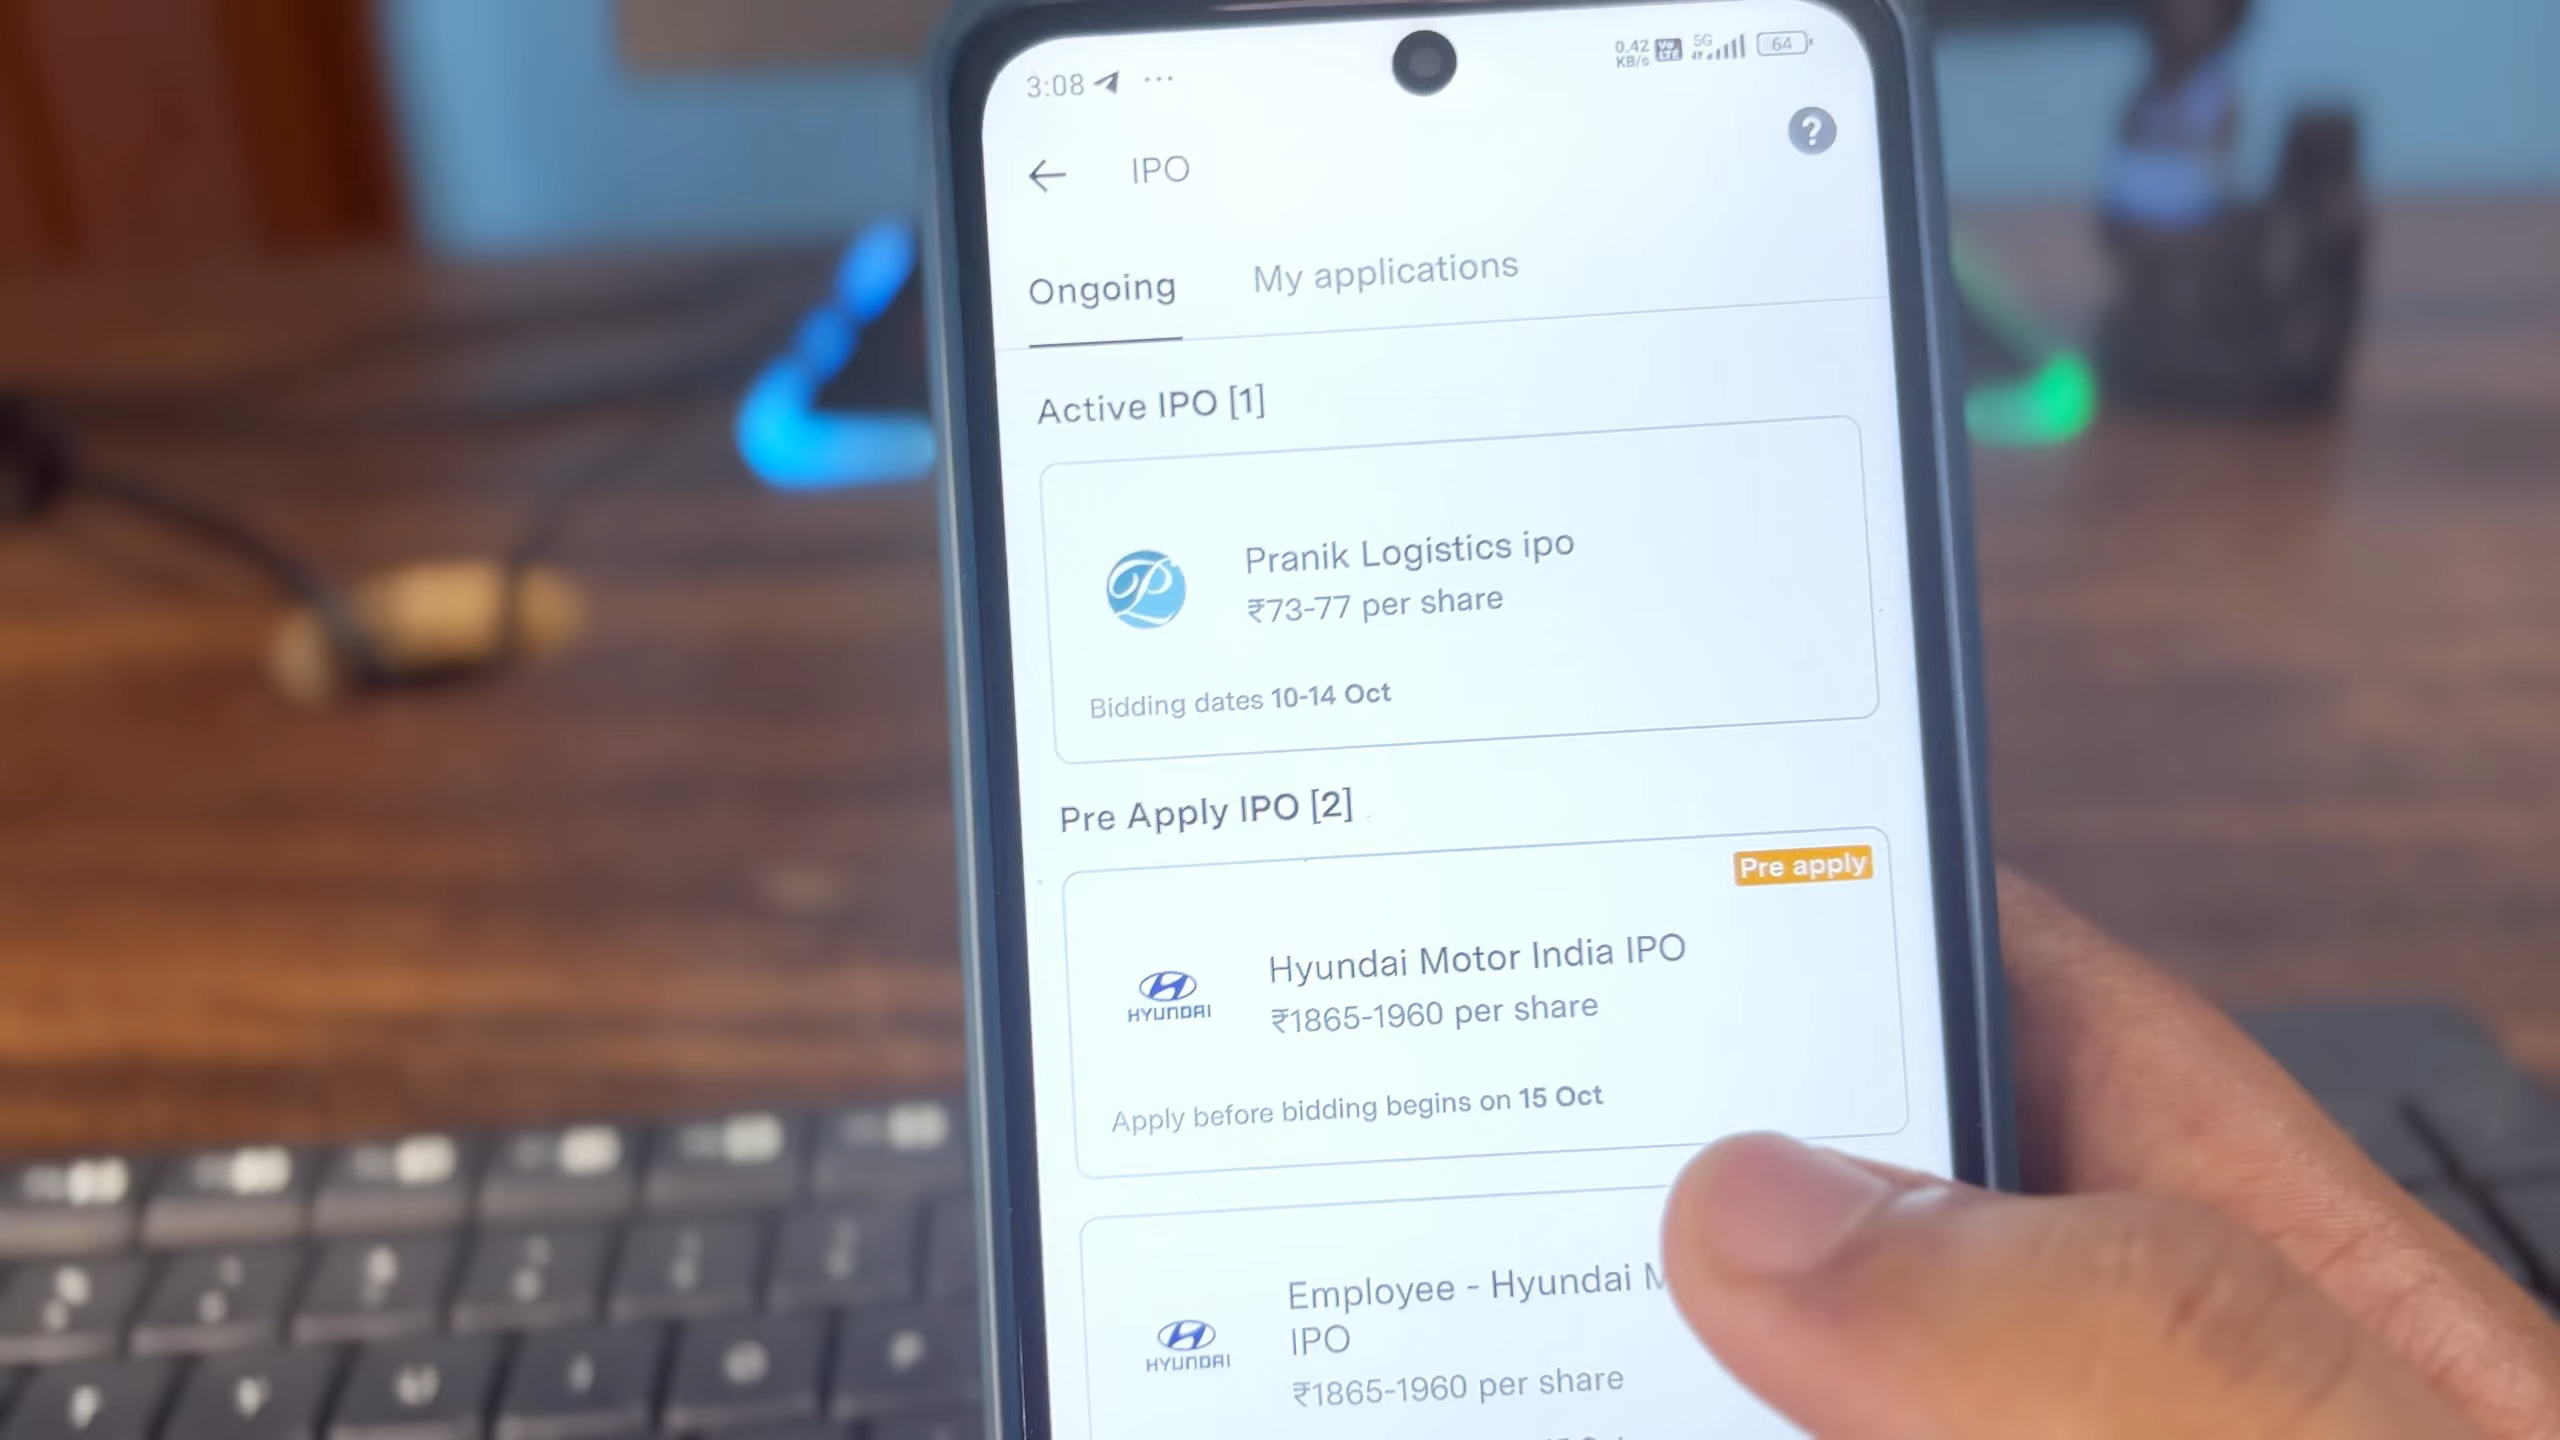 3:08 ...
0.42
KB/s
Vo
LTE
5G
64
?
IPO
Ongoing
My applications
Active IPO [1]
Pranik Logistics ipo
₹73-77 per share
Bidding dates 10-14 Oct
Pre Apply IPO [2]
Pre apply
HYUNDAI
Hyundai Motor India IPO
₹1865-1960 per share
Apply before bidding begins on 15 Oct
HYUNDAI
Employee - Hyundai
IPO
₹1865-1960 per share